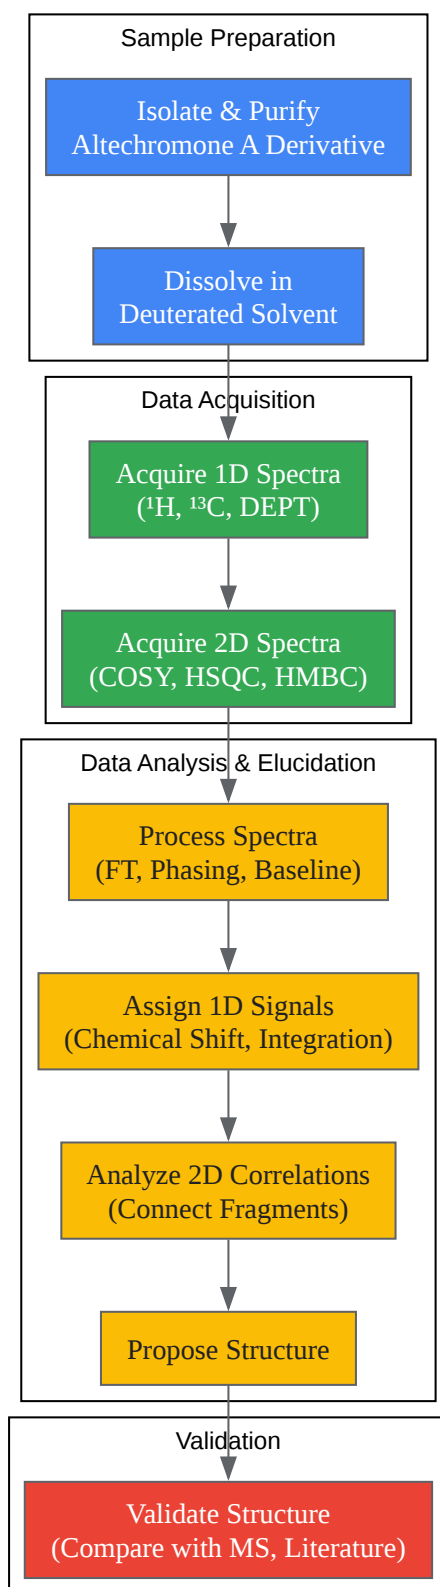 Sample Preparation
Isolate & Purify
Altechromone A Derivative
Dissolve in
Deuterated Solvent
Data Acquisition
Acquire 1D Spectra
(¹H, ¹³C, DEPT)
Acquire 2D Spectra
(COSY, HSQC, HMBC)
Data Analysis & Elucidation
Process Spectra
(FT, Phasing, Baseline)
Assign 1D Signals
(Chemical Shift, Integration)
Analyze 2D Correlations
(Connect Fragments)
Propose Structure
Validation
Validate Structure
(Compare with MS, Literature)